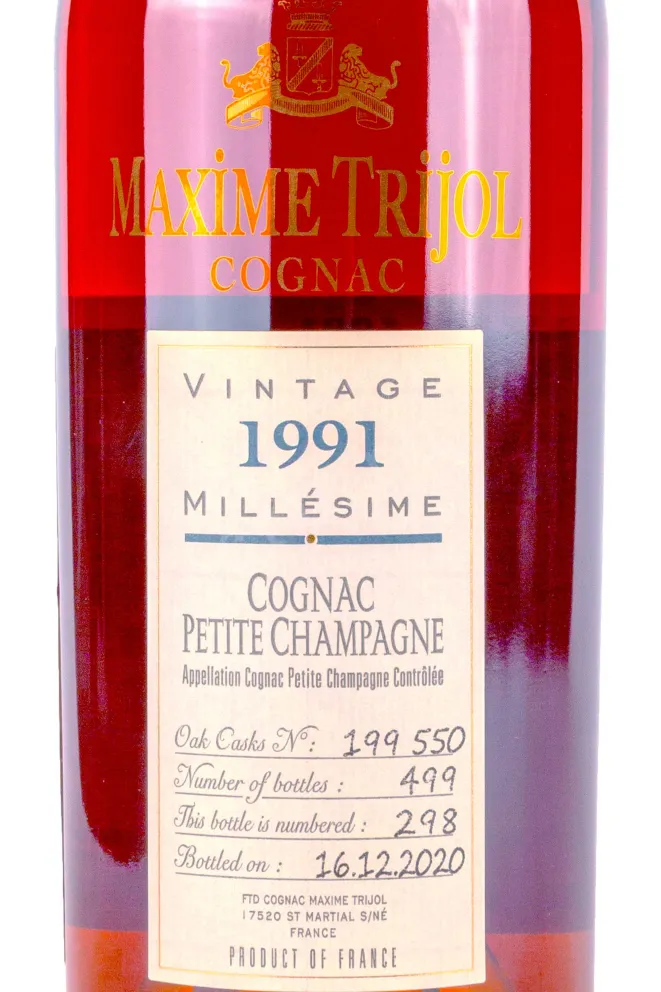 MAXIME TRIJOL
COGNAC
VINTAGE
1991
MILLÉSIME
COGNAC
PETITE CHAMPAGNE
Appellation Cognac Petite Champagne Contrôlée
Oak Casks N°: 199 550
Number of bottles : 499
This bottle is numbered : 298
Bottled on : 16.12.2020
FTD COGNAC MAXIME TRIJOL
17520 ST MARTIAL S/NÉ
FRANCE
PRODUCT OF FRANCE